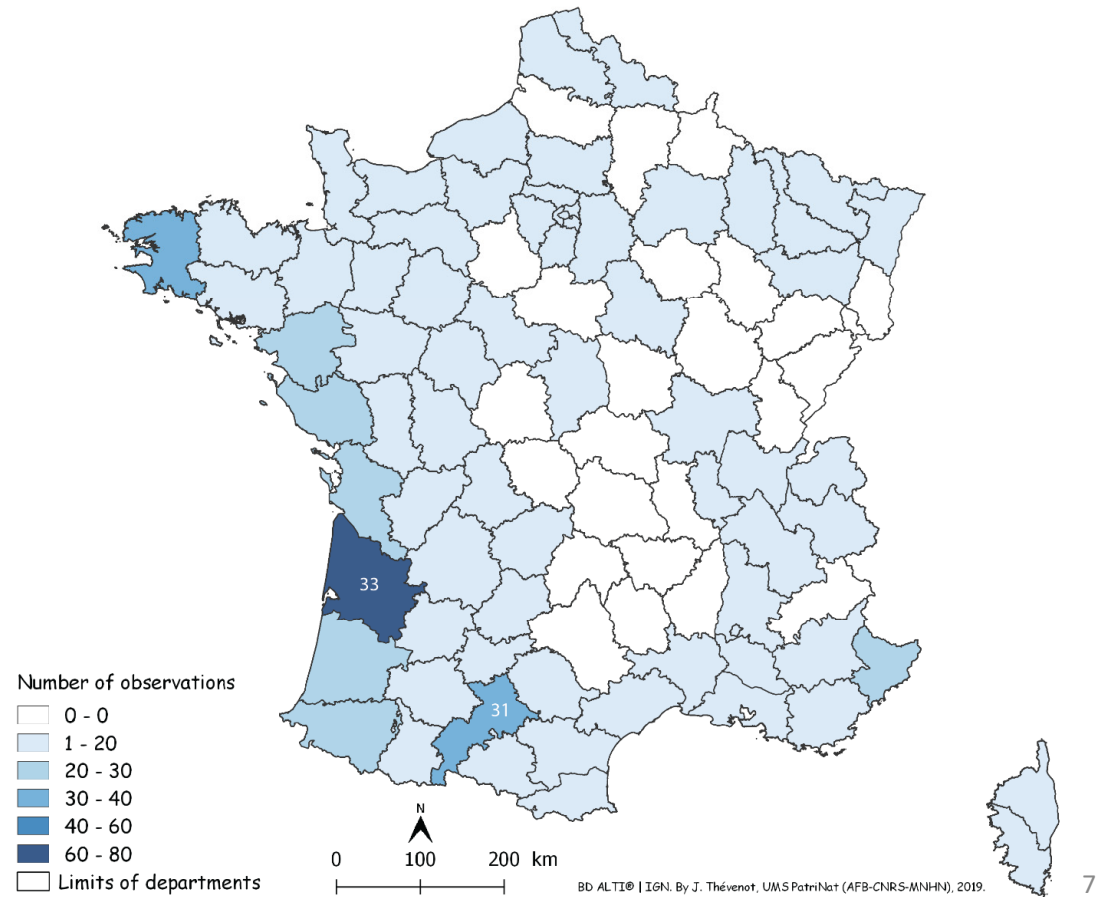 33
31
Number of observations
0 - 0
1 - 20
20 - 30
30 - 40
40 - 60
60 - 80
Limits of departments
N
0 100 200 km
BD ALTI® | IGN. By J. Thévenot, UMS PatriNat (AFB-CNRS-MNHN), 2019.
7